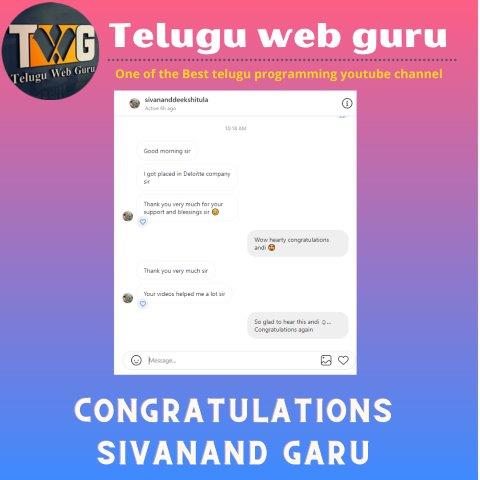 TWG
Telugu Web Guru
Telugu web guru
One of the Best telugu programming youtube channel
sivananddeekshitula
Active 6h ago
10:18 AM
Good morning sir
I got placed in Deloitte company
sir
Thank you very much for your
support and blessings sir 😊
Wow hearty congratulations
andi 🤩
Thank you very much sir
Your videos helped me a lot sir
So glad to hear this andi ☺...
Congratulations again
Message...
CONGRATULATIONS
SIVANAND GARU